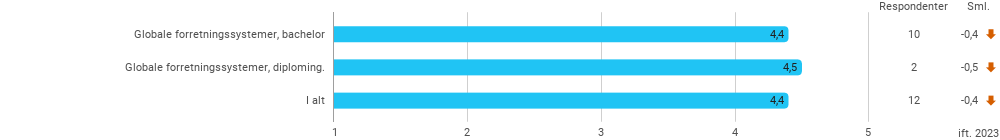 Respondenter Sml.
Globale forretningssystemer, bachelor 4,4 10 -0,4
Globale forretningssystemer, diploming. 4,5 2 -0,5
I alt 4,4 12 -0,4
1 2 3 4 5 ift. 2023